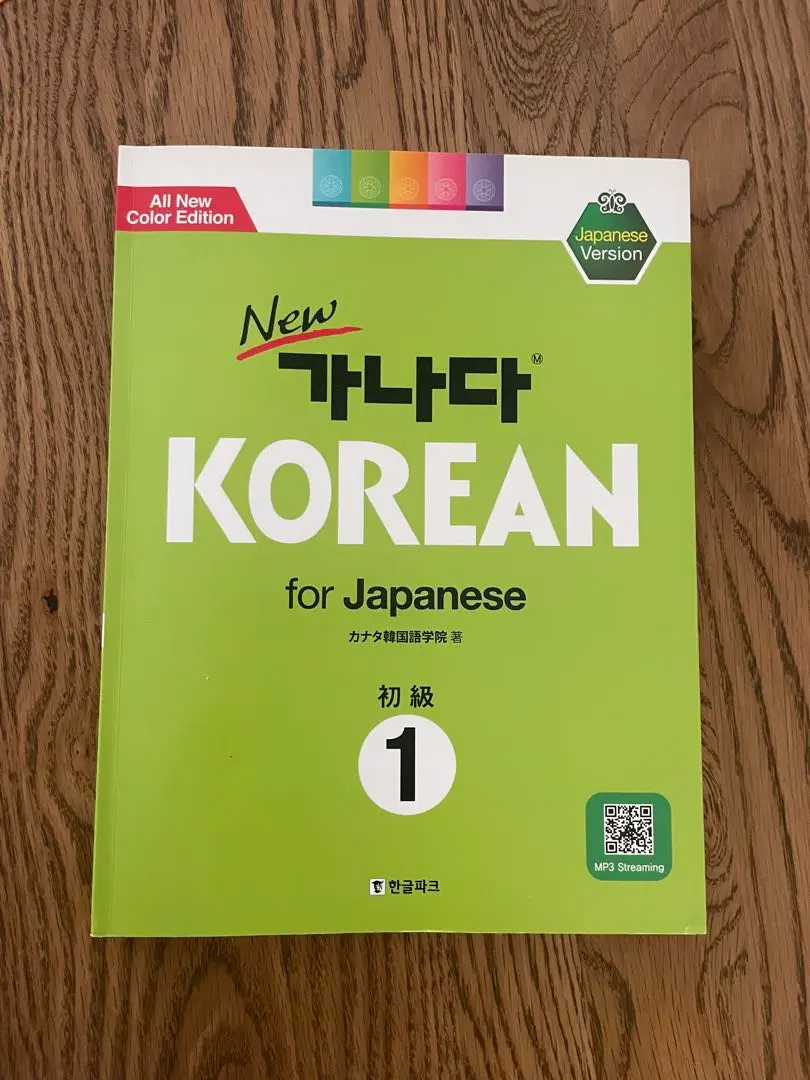 All New
Color Edition
Japanese
Version
New
가나다 Ⓜ
KOREAN
for Japanese
カナタ韓国語学院 著
初級
1
MP3 Streaming
한글파크